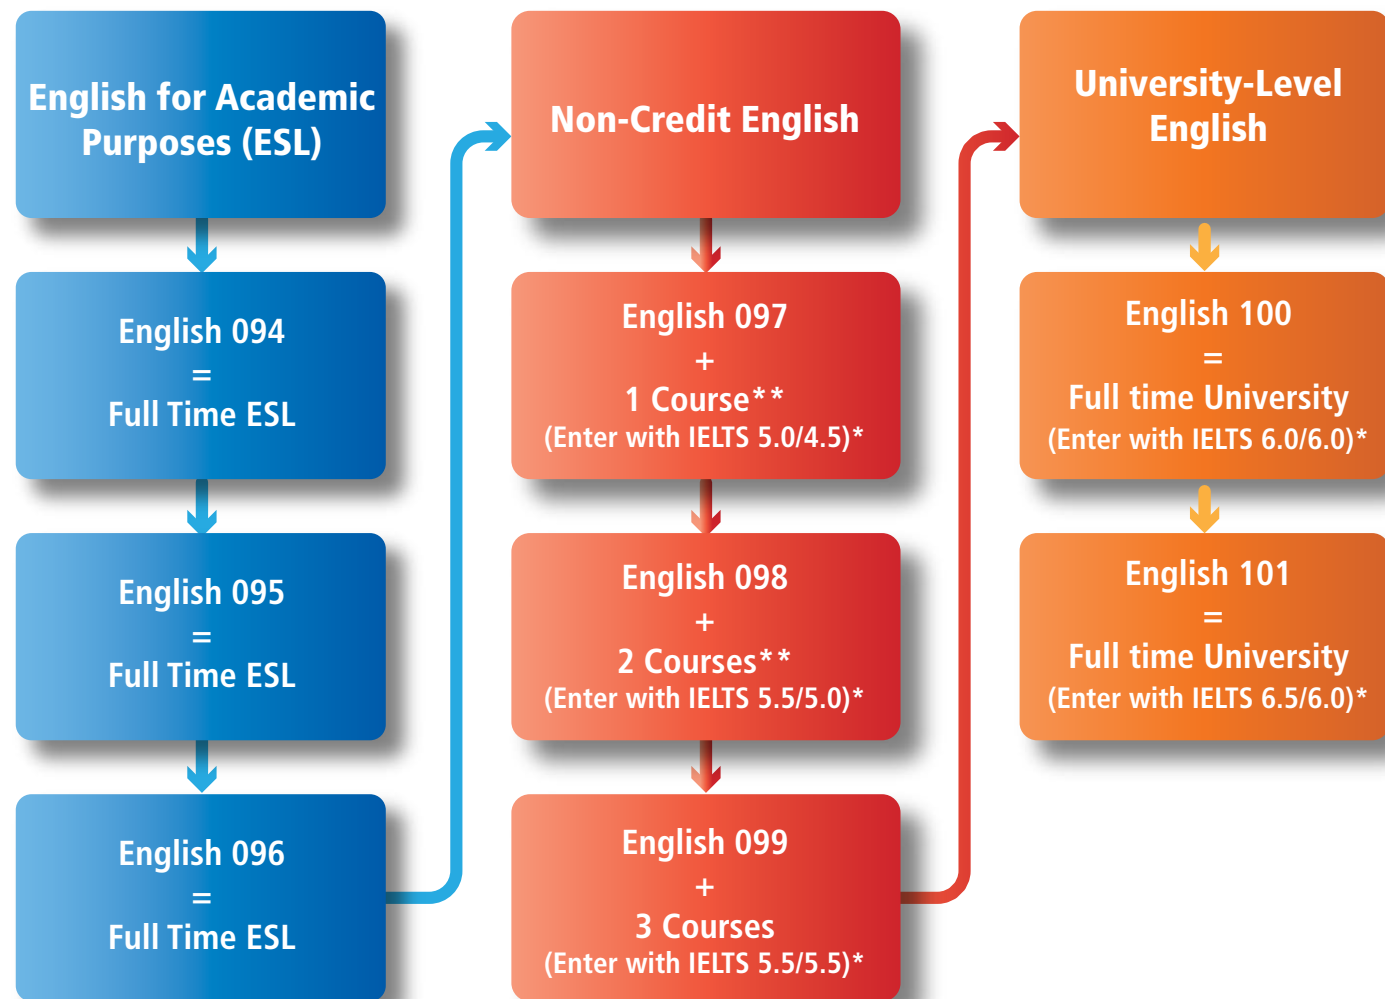 English for Academic
Purposes (ESL)
English 094
=
Full Time ESL
English 095
=
Full Time ESL
English 096
=
Full Time ESL
Non-Credit English
English 097
+
1 Course**
(Enter with IELTS 5.0/4.5)*
English 098
+
2 Courses**
(Enter with IELTS 5.5/5.0)*
English 099
+
3 Courses
(Enter with IELTS 5.5/5.5)*
University-Level
English
English 100
=
Full time University
(Enter with IELTS 6.0/6.0)*
English 101
=
Full time University
(Enter with IELTS 6.5/6.0)*